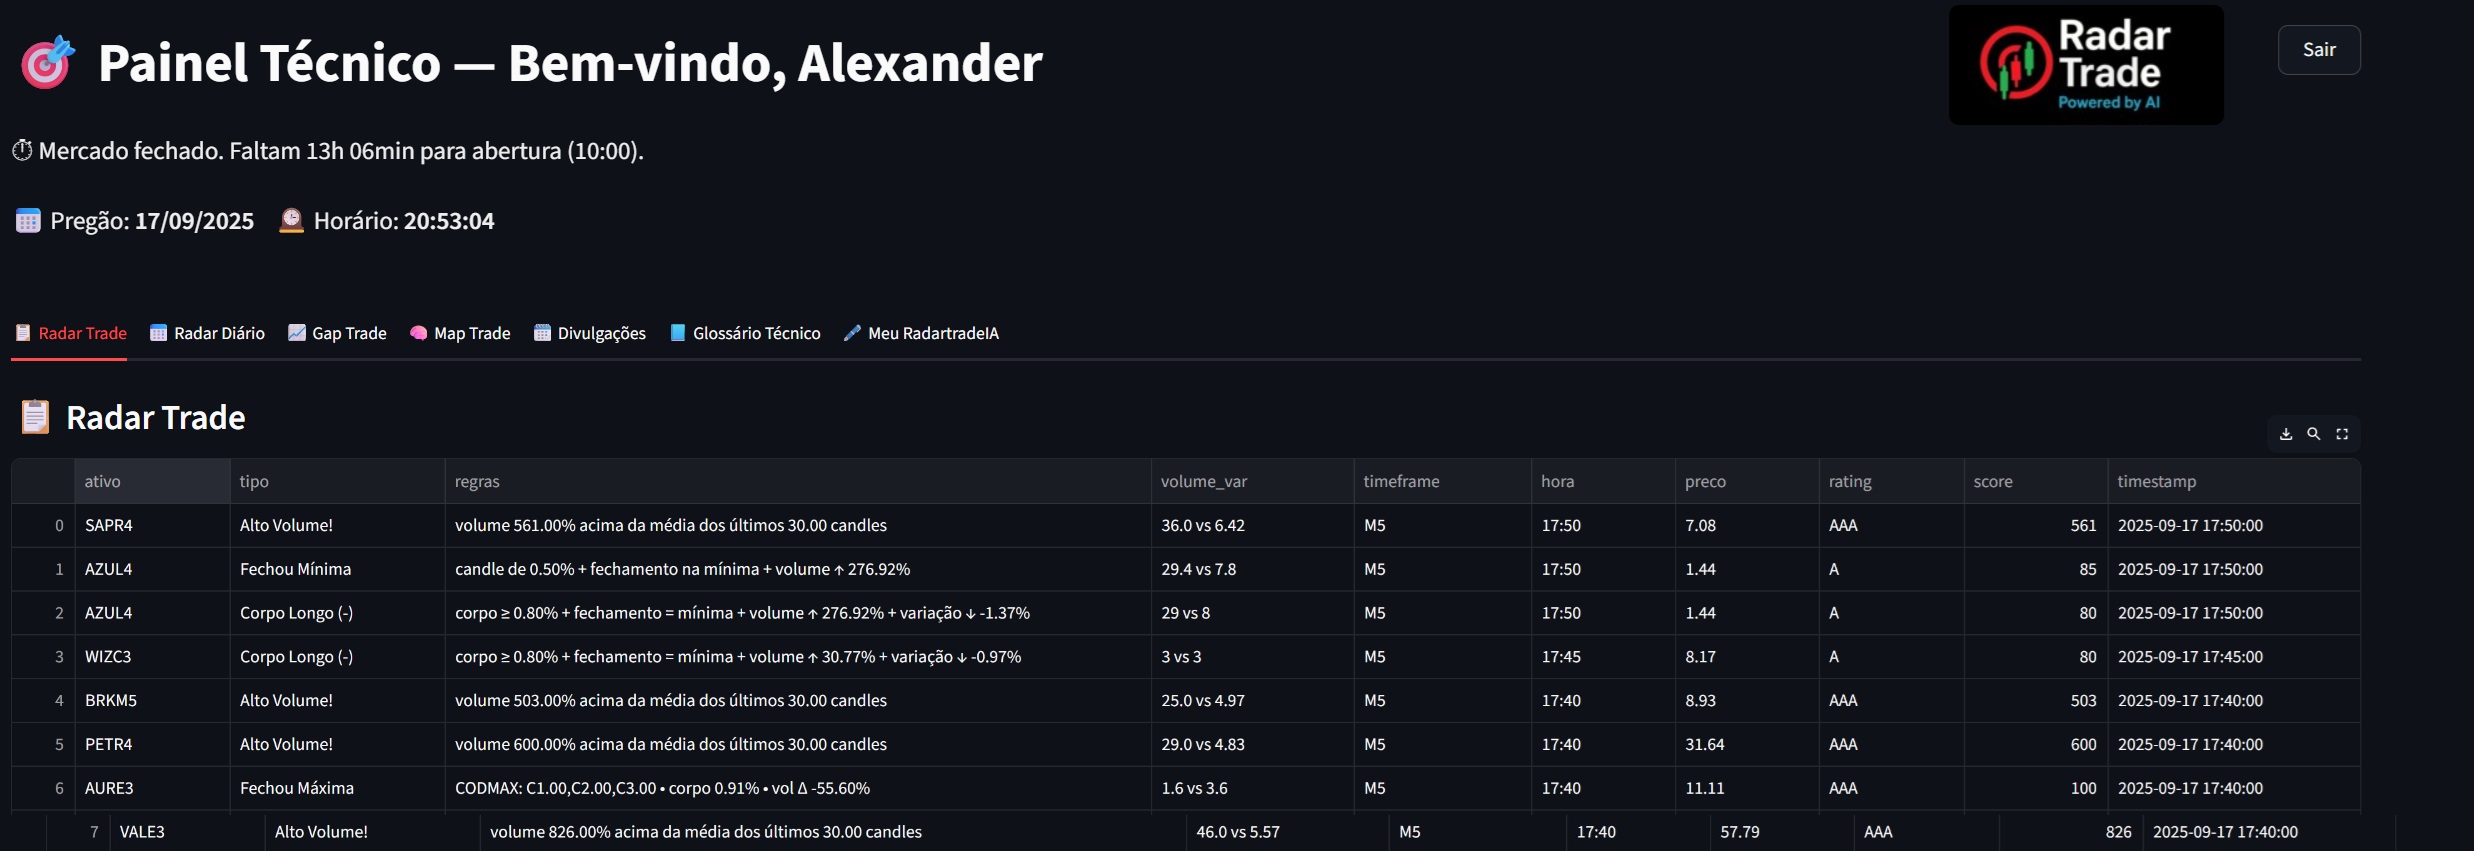 Painel Técnico — Bem-vindo, Alexander
Radar
Trade
Powered by AI
Sair
Mercado fechado. Faltam 13h 06min para abertura (10:00).
Pregão: 17/09/2025 Horário: 20:53:04
Radar Trade Radar Diário Gap Trade Map Trade Divulgações Glossário Técnico Meu RadartradeIA
Radar Trade
ativo tipo regras volume_var timeframe hora preco rating score timestamp
0 SAPR4 Alto Volume! volume 561.00% acima da média dos últimos 30.00 candles 36.0 vs 6.42 M5 17:50 7.08 AAA 561 2025-09-17 17:50:00
1 AZUL4 Fechou Mínima candle de 0.50% + fechamento na mínima + volume ↑ 276.92% 29.4 vs 7.8 M5 17:50 1.44 A 85 2025-09-17 17:50:00
2 AZUL4 Corpo Longo (-) corpo ≥ 0.80% + fechamento = mínima + volume ↑ 276.92% + variação ↓ -1.37% 29 vs 8 M5 17:50 1.44 A 80 2025-09-17 17:50:00
3 WIZC3 Corpo Longo (-) corpo ≥ 0.80% + fechamento = mínima + volume ↑ 30.77% + variação ↓ -0.97% 3 vs 3 M5 17:45 8.17 A 80 2025-09-17 17:45:00
4 BRKM5 Alto Volume! volume 503.00% acima da média dos últimos 30.00 candles 25.0 vs 4.97 M5 17:40 8.93 AAA 503 2025-09-17 17:40:00
5 PETR4 Alto Volume! volume 600.00% acima da média dos últimos 30.00 candles 29.0 vs 4.83 M5 17:40 31.64 AAA 600 2025-09-17 17:40:00
6 AURE3 Fechou Máxima CODMAX: C1.00,C2.00,C3.00 • corpo 0.91% • vol Δ -55.60% 1.6 vs 3.6 M5 17:40 11.11 AAA 100 2025-09-17 17:40:00
7 VALE3 Alto Volume! volume 826.00% acima da média dos últimos 30.00 candles 46.0 vs 5.57 M5 17:40 57.79 AAA 826 2025-09-17 17:40:00